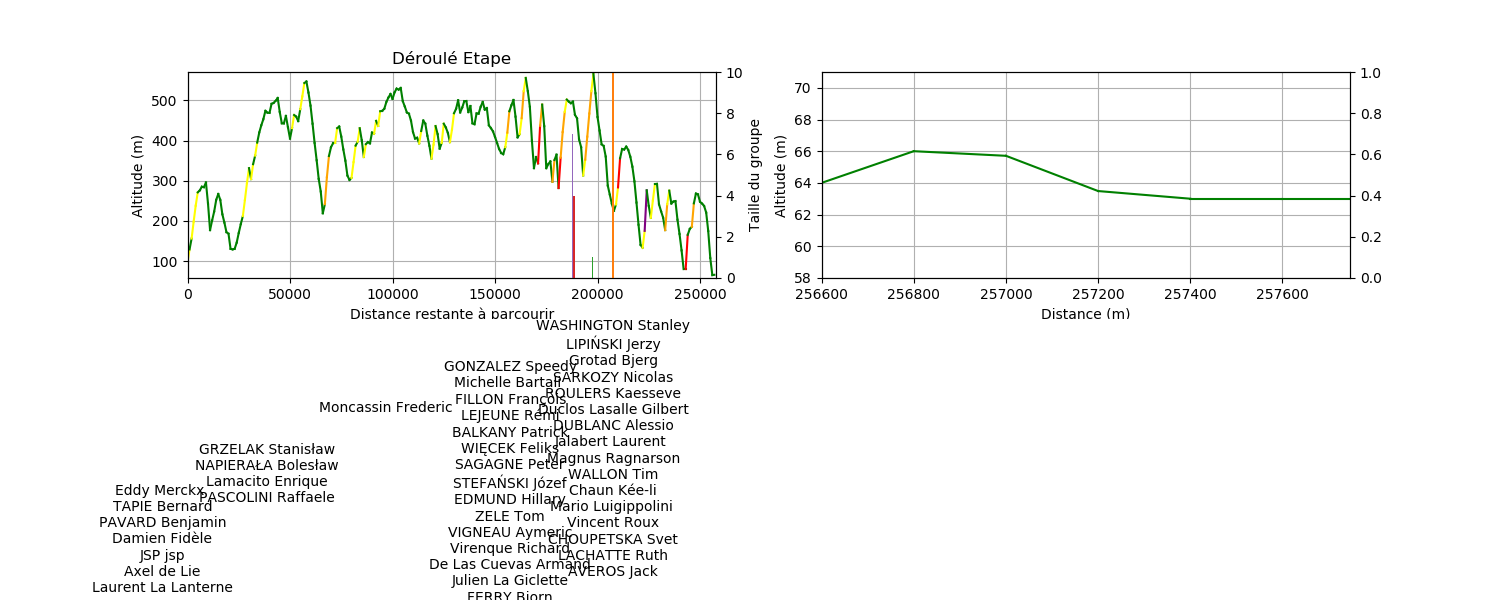 Déroulé Etape
Altitude (m)
500
400
300
200
100
0
50000
100000
150000
200000
250000
Distance restante à parcourir
10
8
6
4
2
0
Taille du groupe
Altitude (m)
70
68
66
64
62
60
58
256600
256800
257000
257200
257400
257600
Distance (m)
1.0
0.8
0.6
0.4
0.2
0.0
Eddy Merckx
TAPIE Bernard
PAVARD Benjamin
Damien Fidèle
JSP jsp
Axel de Lie
Laurent La Lanterne
GRZELAK Stanisław
NAPIERAŁA Bolesław
Lamacito Enrique
PASCOLINI Raffaele
Moncassin Frederic
GONZALEZ Speedy
Michelle Bartali
FILLON François
LEJEUNE Rémi
BALKANY Patrick
WIĘCEK Feliks
SAGAGNE Peter
STEFAŃSKI Józef
EDMUND Hillary
ZELE Tom
VIGNEAU Aymeric
Virenque Richard
De Las Cuevas Armand
Julien La Giclette
FERRY Bjorn
WASHINGTON Stanley
LIPIŃSKI Jerzy
Grotad Bjerg
SARKOZY Nicolas
ROULERS Kaesseve
Duclos Lasalle Gilbert
DUBLANC Alessio
Jalabert Laurent
Magnus Ragnarson
WALLON Tim
Chaun Kée-li
Mario Luigippolini
Vincent Roux
CHOUPETSKA Svet
LACHATTE Ruth
AVEROS Jack